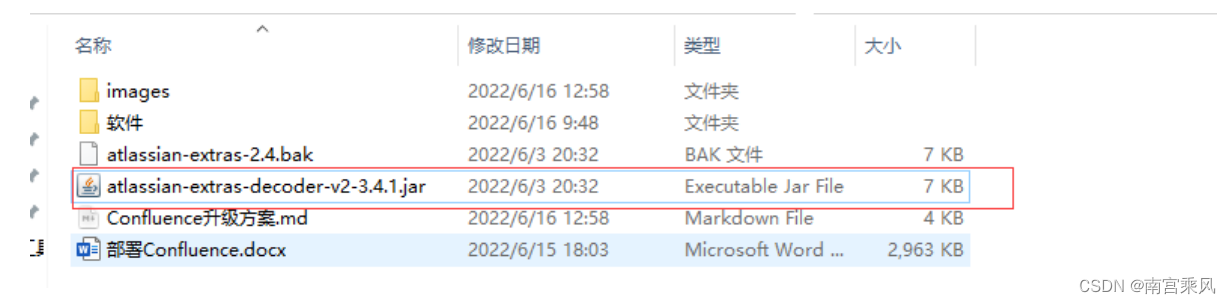 名称 修改日期 类型 大小
images 2022/6/16 12:58 文件夹
软件 2022/6/16 9:48 文件夹
atlassian-extras-2.4.bak 2022/6/3 20:32 BAK 文件 7 KB
atlassian-extras-decoder-v2-3.4.1.jar 2022/6/3 20:32 Executable Jar File 7 KB
Confluence升级方案.md 2022/6/16 12:58 Markdown File 4 KB
部署Confluence.docx 2022/6/15 18:03 Microsoft Word ... 2,963 KB
CSDN @南宫乘风